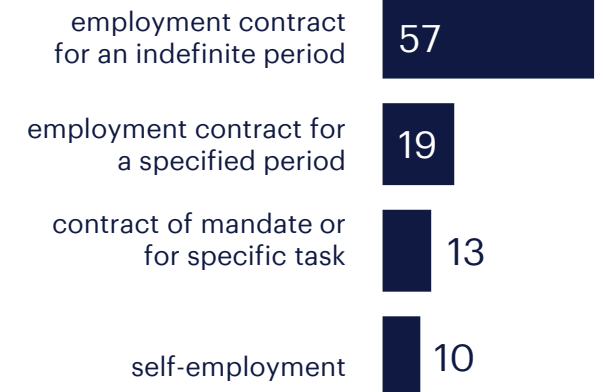 employment contract
for an indefinite period
57
employment contract for
a specified period
19
contract of mandate or
for specific task
13
self-employment
10